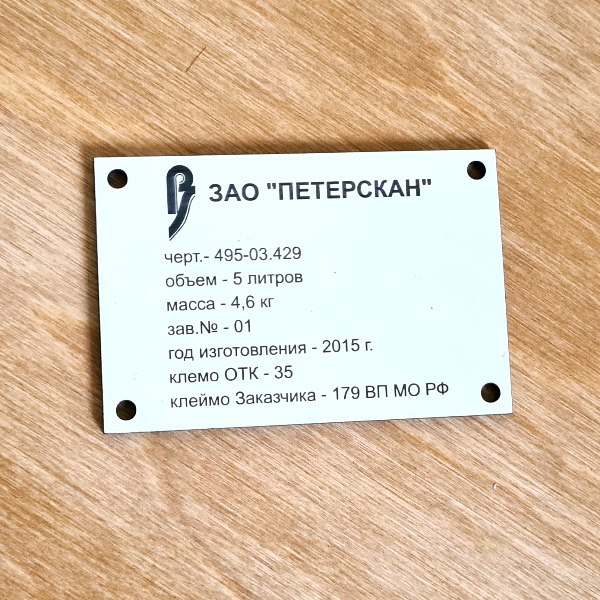 ЗАО "ПЕТЕРСКАН"
черт.- 495-03.429
объем - 5 литров
масса - 4,6 кг
зав.№ - 01
год изготовления - 2015 г.
клемо ОТК - 35
клеймо Заказчика - 179 ВП МО РФ